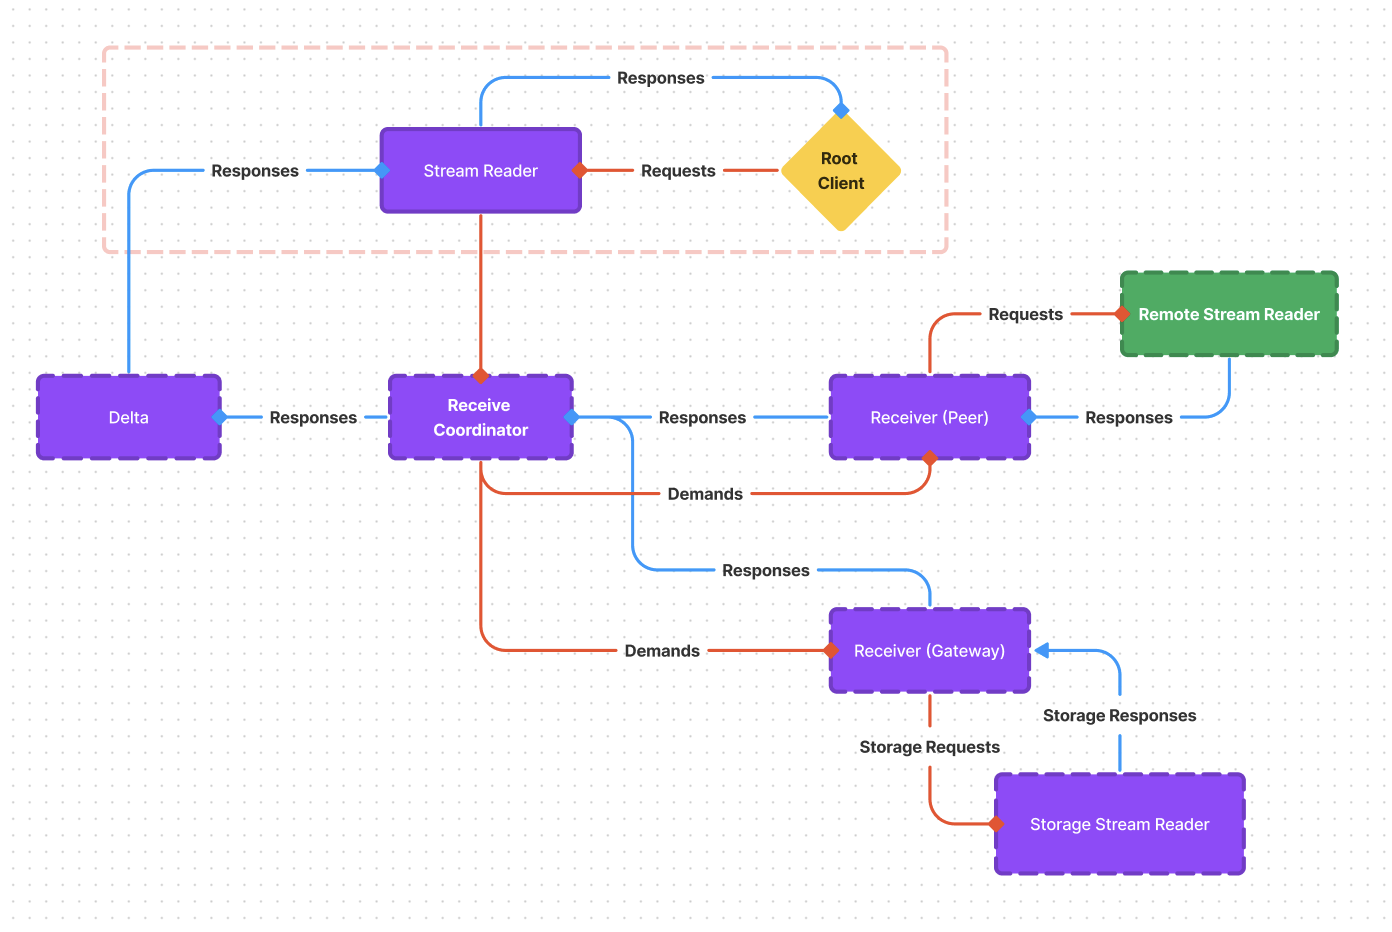 Responses
Responses
Stream Reader
Requests
Root
Client
Requests
Remote Stream Reader
Delta
Responses
Receive
Coordinator
Responses
Receiver (Peer)
Responses
Demands
Responses
Demands
Receiver (Gateway)
Storage Responses
Storage Requests
Storage Stream Reader